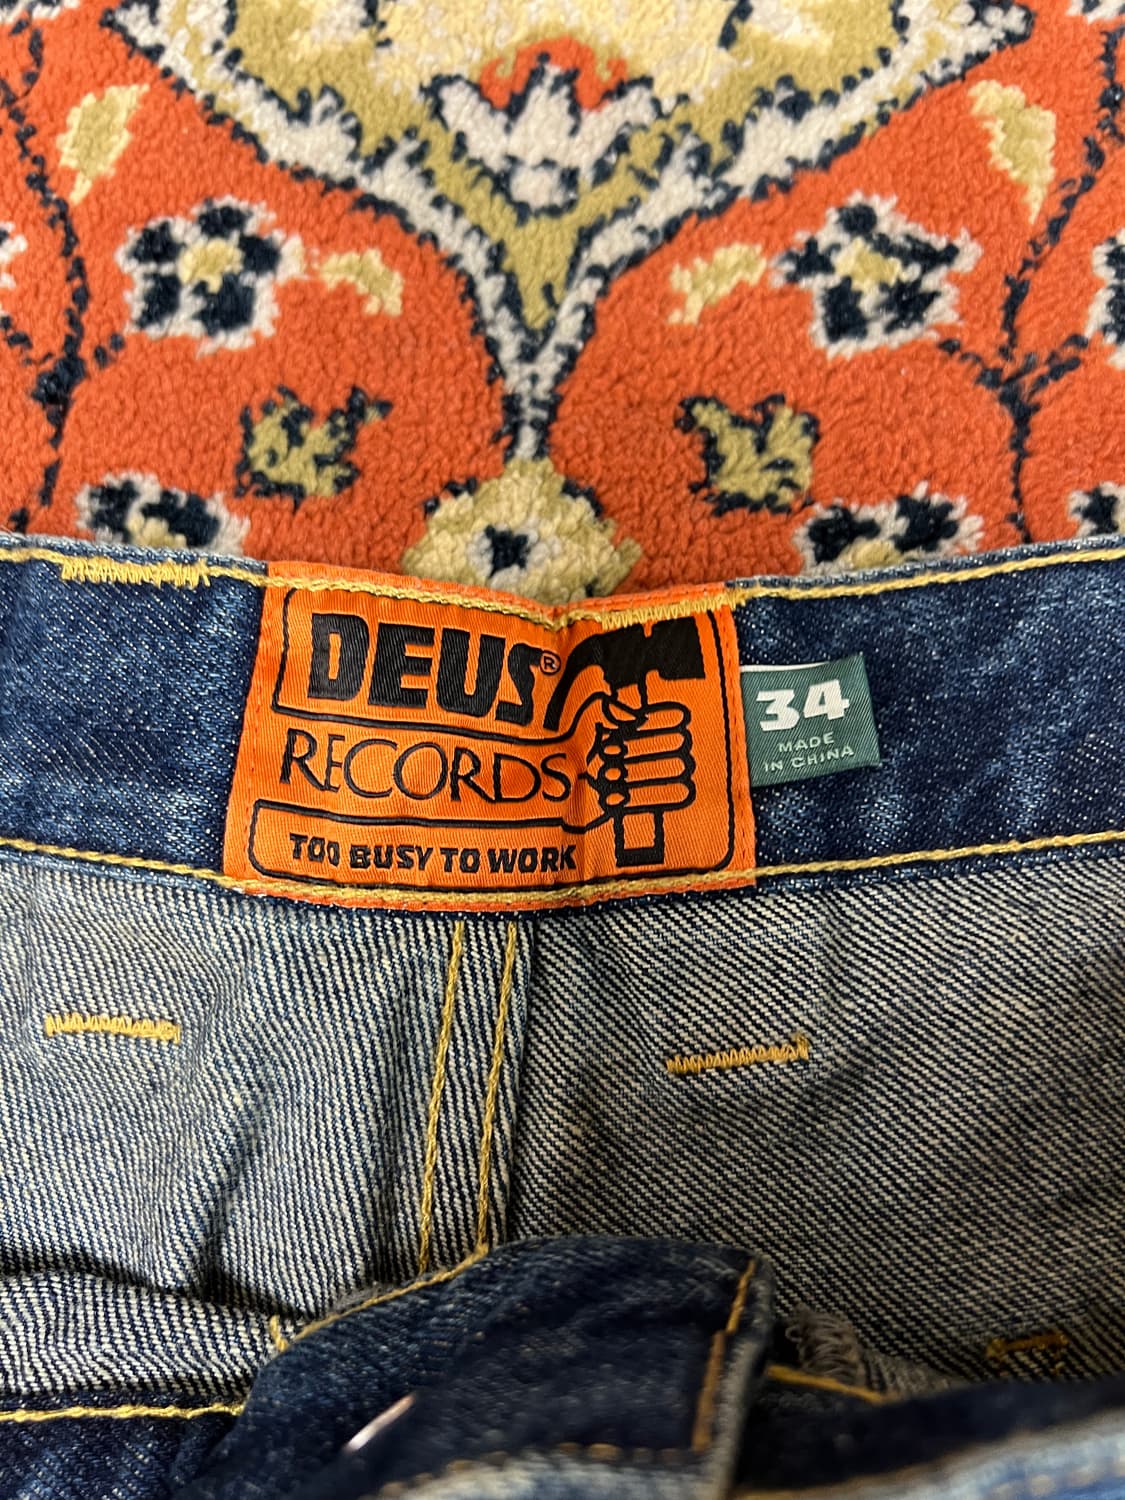 DEUS®
RECORDS
TOO BUSY TO WORK
34
MADE
IN CHINA